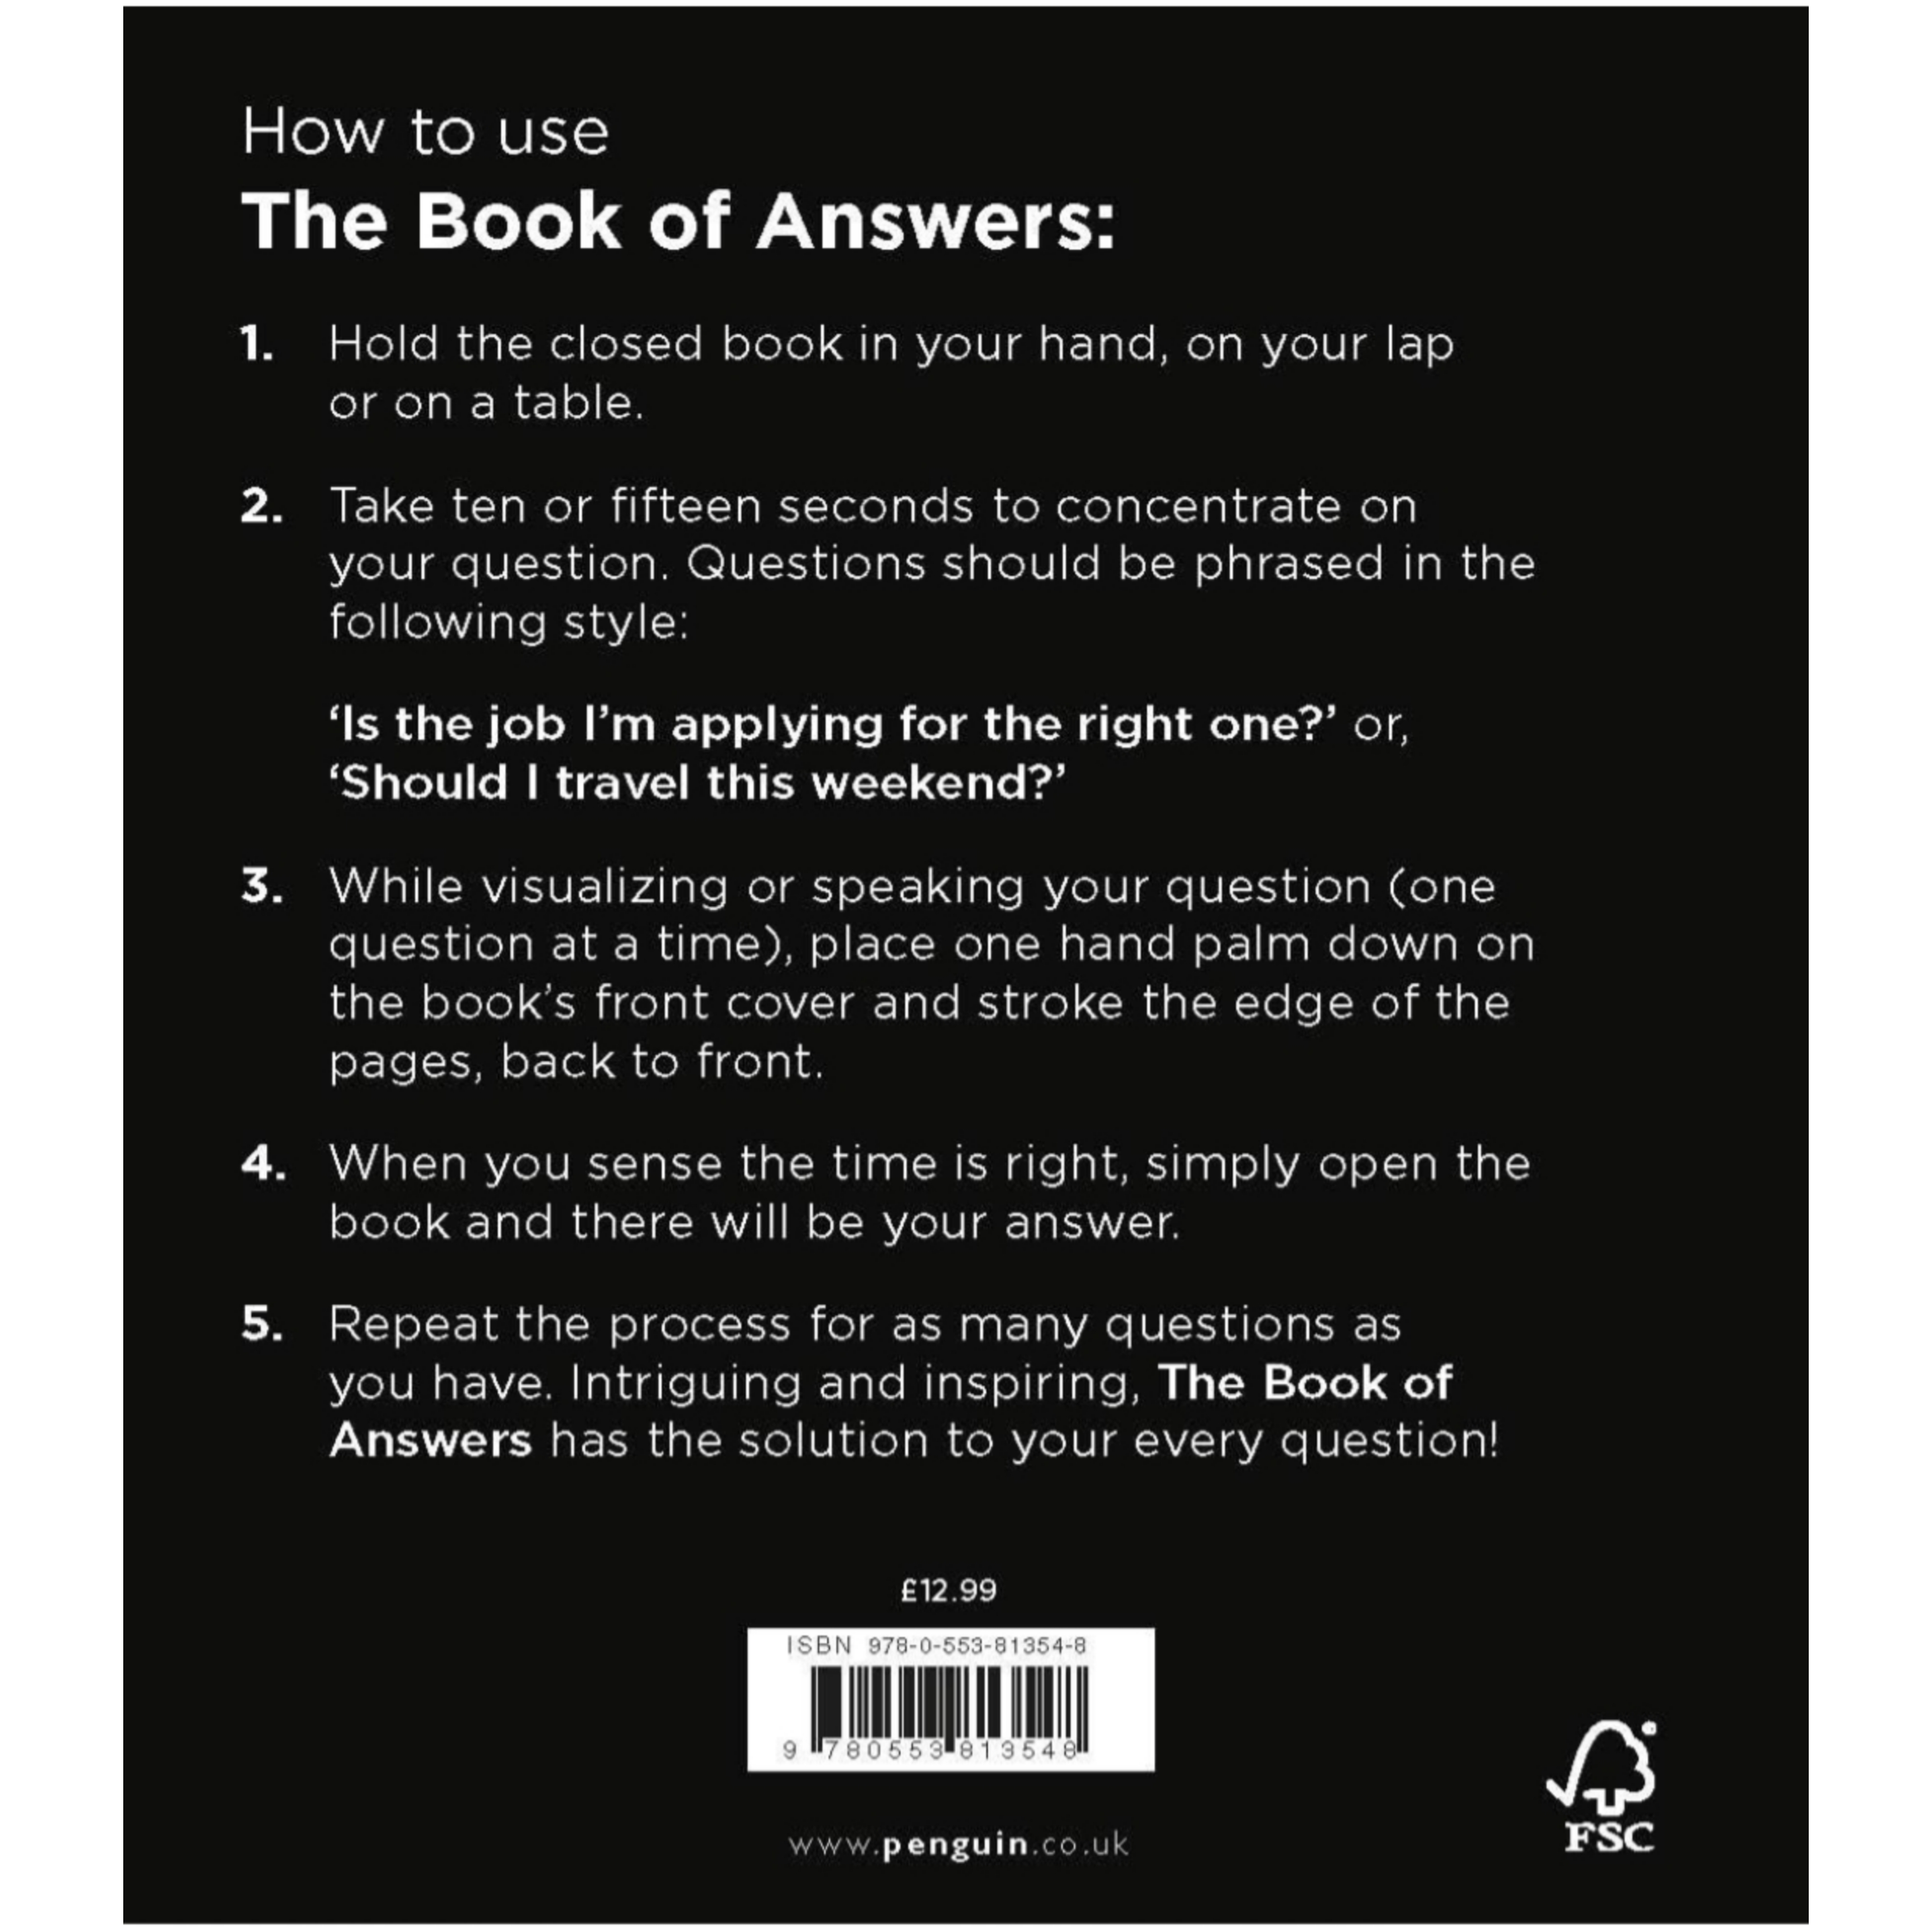 How to use
The Book of Answers:
1. Hold the closed book in your hand, on your lap
or on a table.
2. Take ten or fifteen seconds to concentrate on
your question. Questions should be phrased in the
following style:
‘Is the job I’m applying for the right one?’ or,
‘Should I travel this weekend?’
3. While visualizing or speaking your question (one
question at a time), place one hand palm down on
the book’s front cover and stroke the edge of the
pages, back to front.
4. When you sense the time is right, simply open the
book and there will be your answer.
5. Repeat the process for as many questions as
you have. Intriguing and inspiring, The Book of
Answers has the solution to your every question!
£12.99
ISBN 978-0-553-81354-8
9 780553 813548
www.penguin.co.uk
FSC